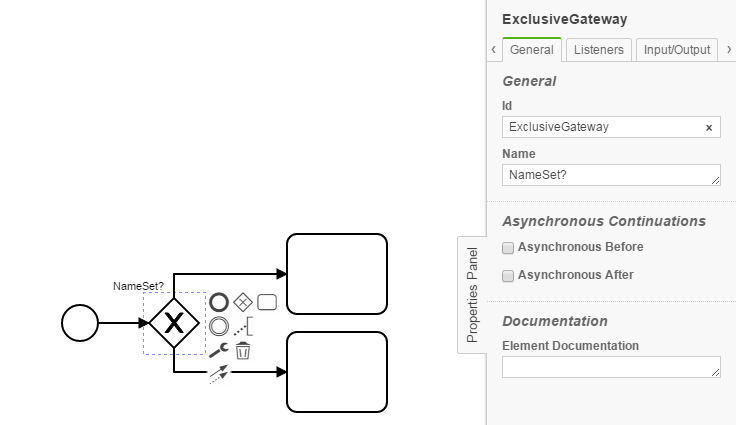 NameSet?
ExclusiveGateway
General
Listeners
Input/Output
General
Id
ExclusiveGateway
x
Name
NameSet?
Asynchronous Continuations
Asynchronous Before
Asynchronous After
Properties Panel
Documentation
Element Documentation